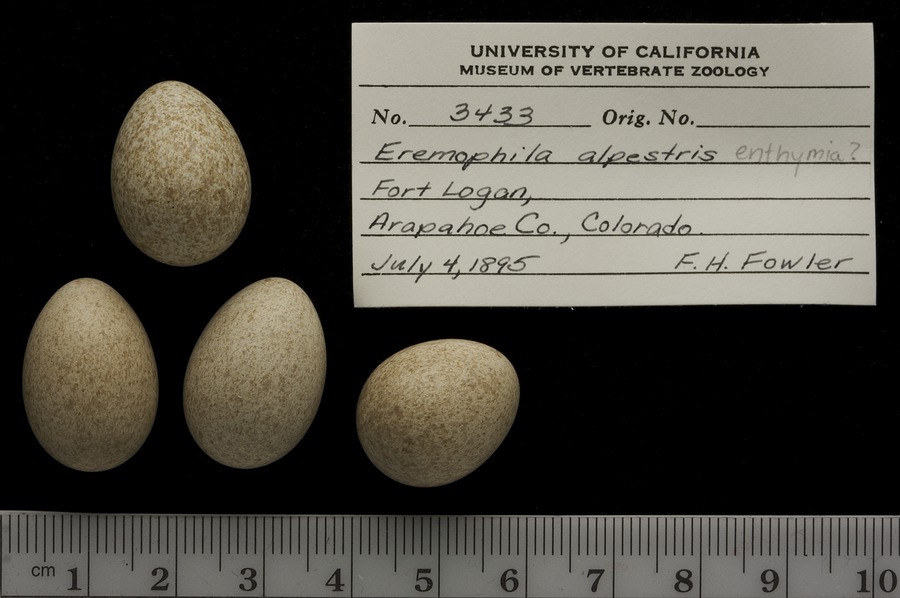 UNIVERSITY OF CALIFORNIA
MUSEUM OF VERTEBRATE ZOOLOGY
No. 3433 Orig. No.
Eremophila alpestris enthymia?
Fort Logan,
Arapahoe Co., Colorado.
July 4, 1895 F. H. Fowler
cm 1 2 3 4 5 6 7 8 9 10